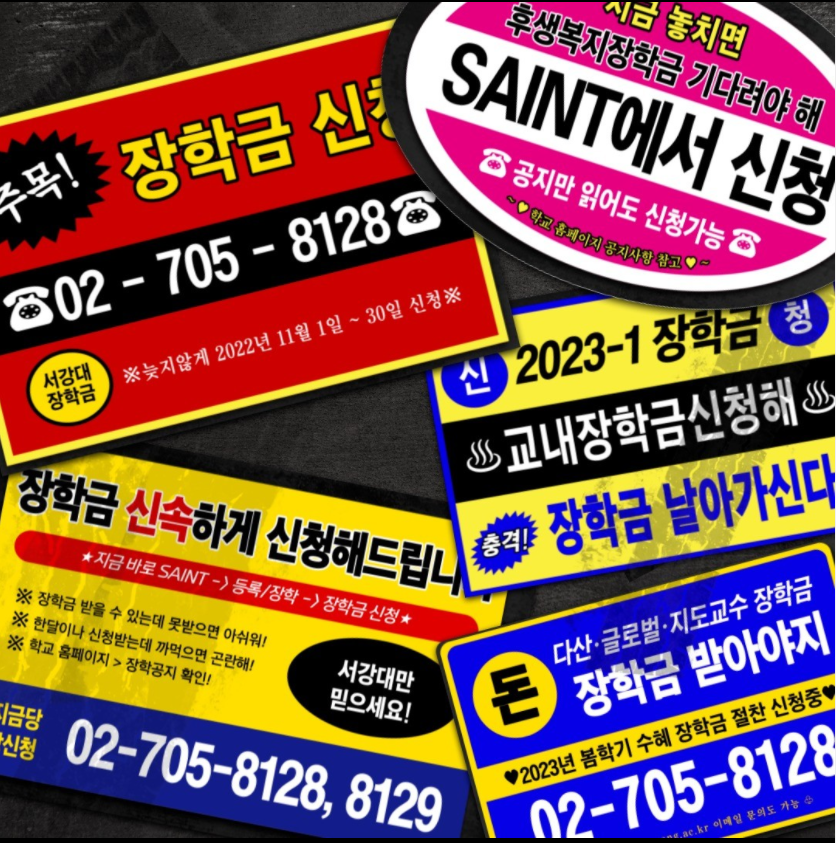 주목!
장학금 신청
☎02 - 705 - 8128☎
서강대
장학금
※늦지않게 2022년 11월 1일 ~ 30일 신청※
지금 놓치면
후생복지장학금 기다려야 해
SAINT에서 신청
☎ 공지만 읽어도 신청가능 ☎
~♥ 학교 홈페이지 공지사항 참고 ♥~
신 2023-1 장학금 청
♨교내장학금신청해♨
충격! 장학금 날아가신다
장학금 신속하게 신청해드립니
★지금 바로 SAINT -> 등록/장학 -> 장학금 신청★
※ 장학금 받을 수 있는데 못받으면 아쉬워!
※ 한달이나 신청받는데 까먹으면 곤란해!
※ 학교 홈페이지 > 장학공지 확인!
서강대만
믿으세요!
지금당
신청
02-705-8128, 8129
돈
다산·글로벌·지도교수 장학금
장학금 받아야지
♥2023년 봄학기 수혜 장학금 절찬 신청중♥
02-705-8128
ng.ac.kr 이메일 문의도 가능